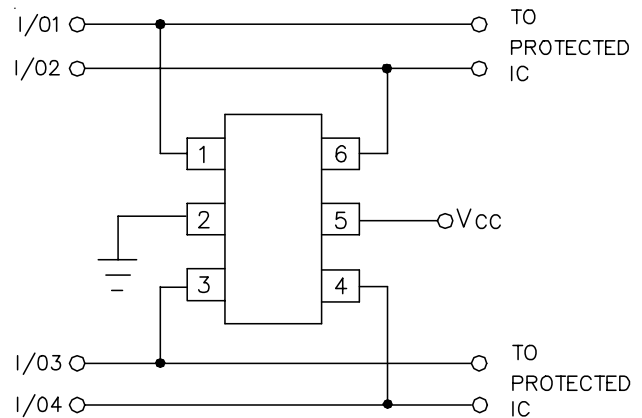 I/01
TO
PROTECTED
IC
I/02
1
6
2
5
VCC
3
4
I/03
TO
PROTECTED
IC
I/04